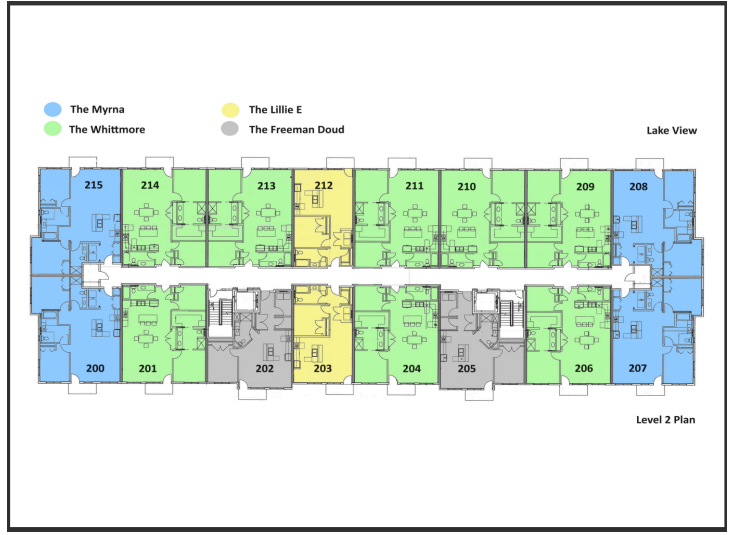 The Myrna The Lillie E
The Whittmore The Freeman Doud
Lake View
215 214 213 212 211 210 209 208
200 201 202 203 204 205 206 207
Level 2 Plan